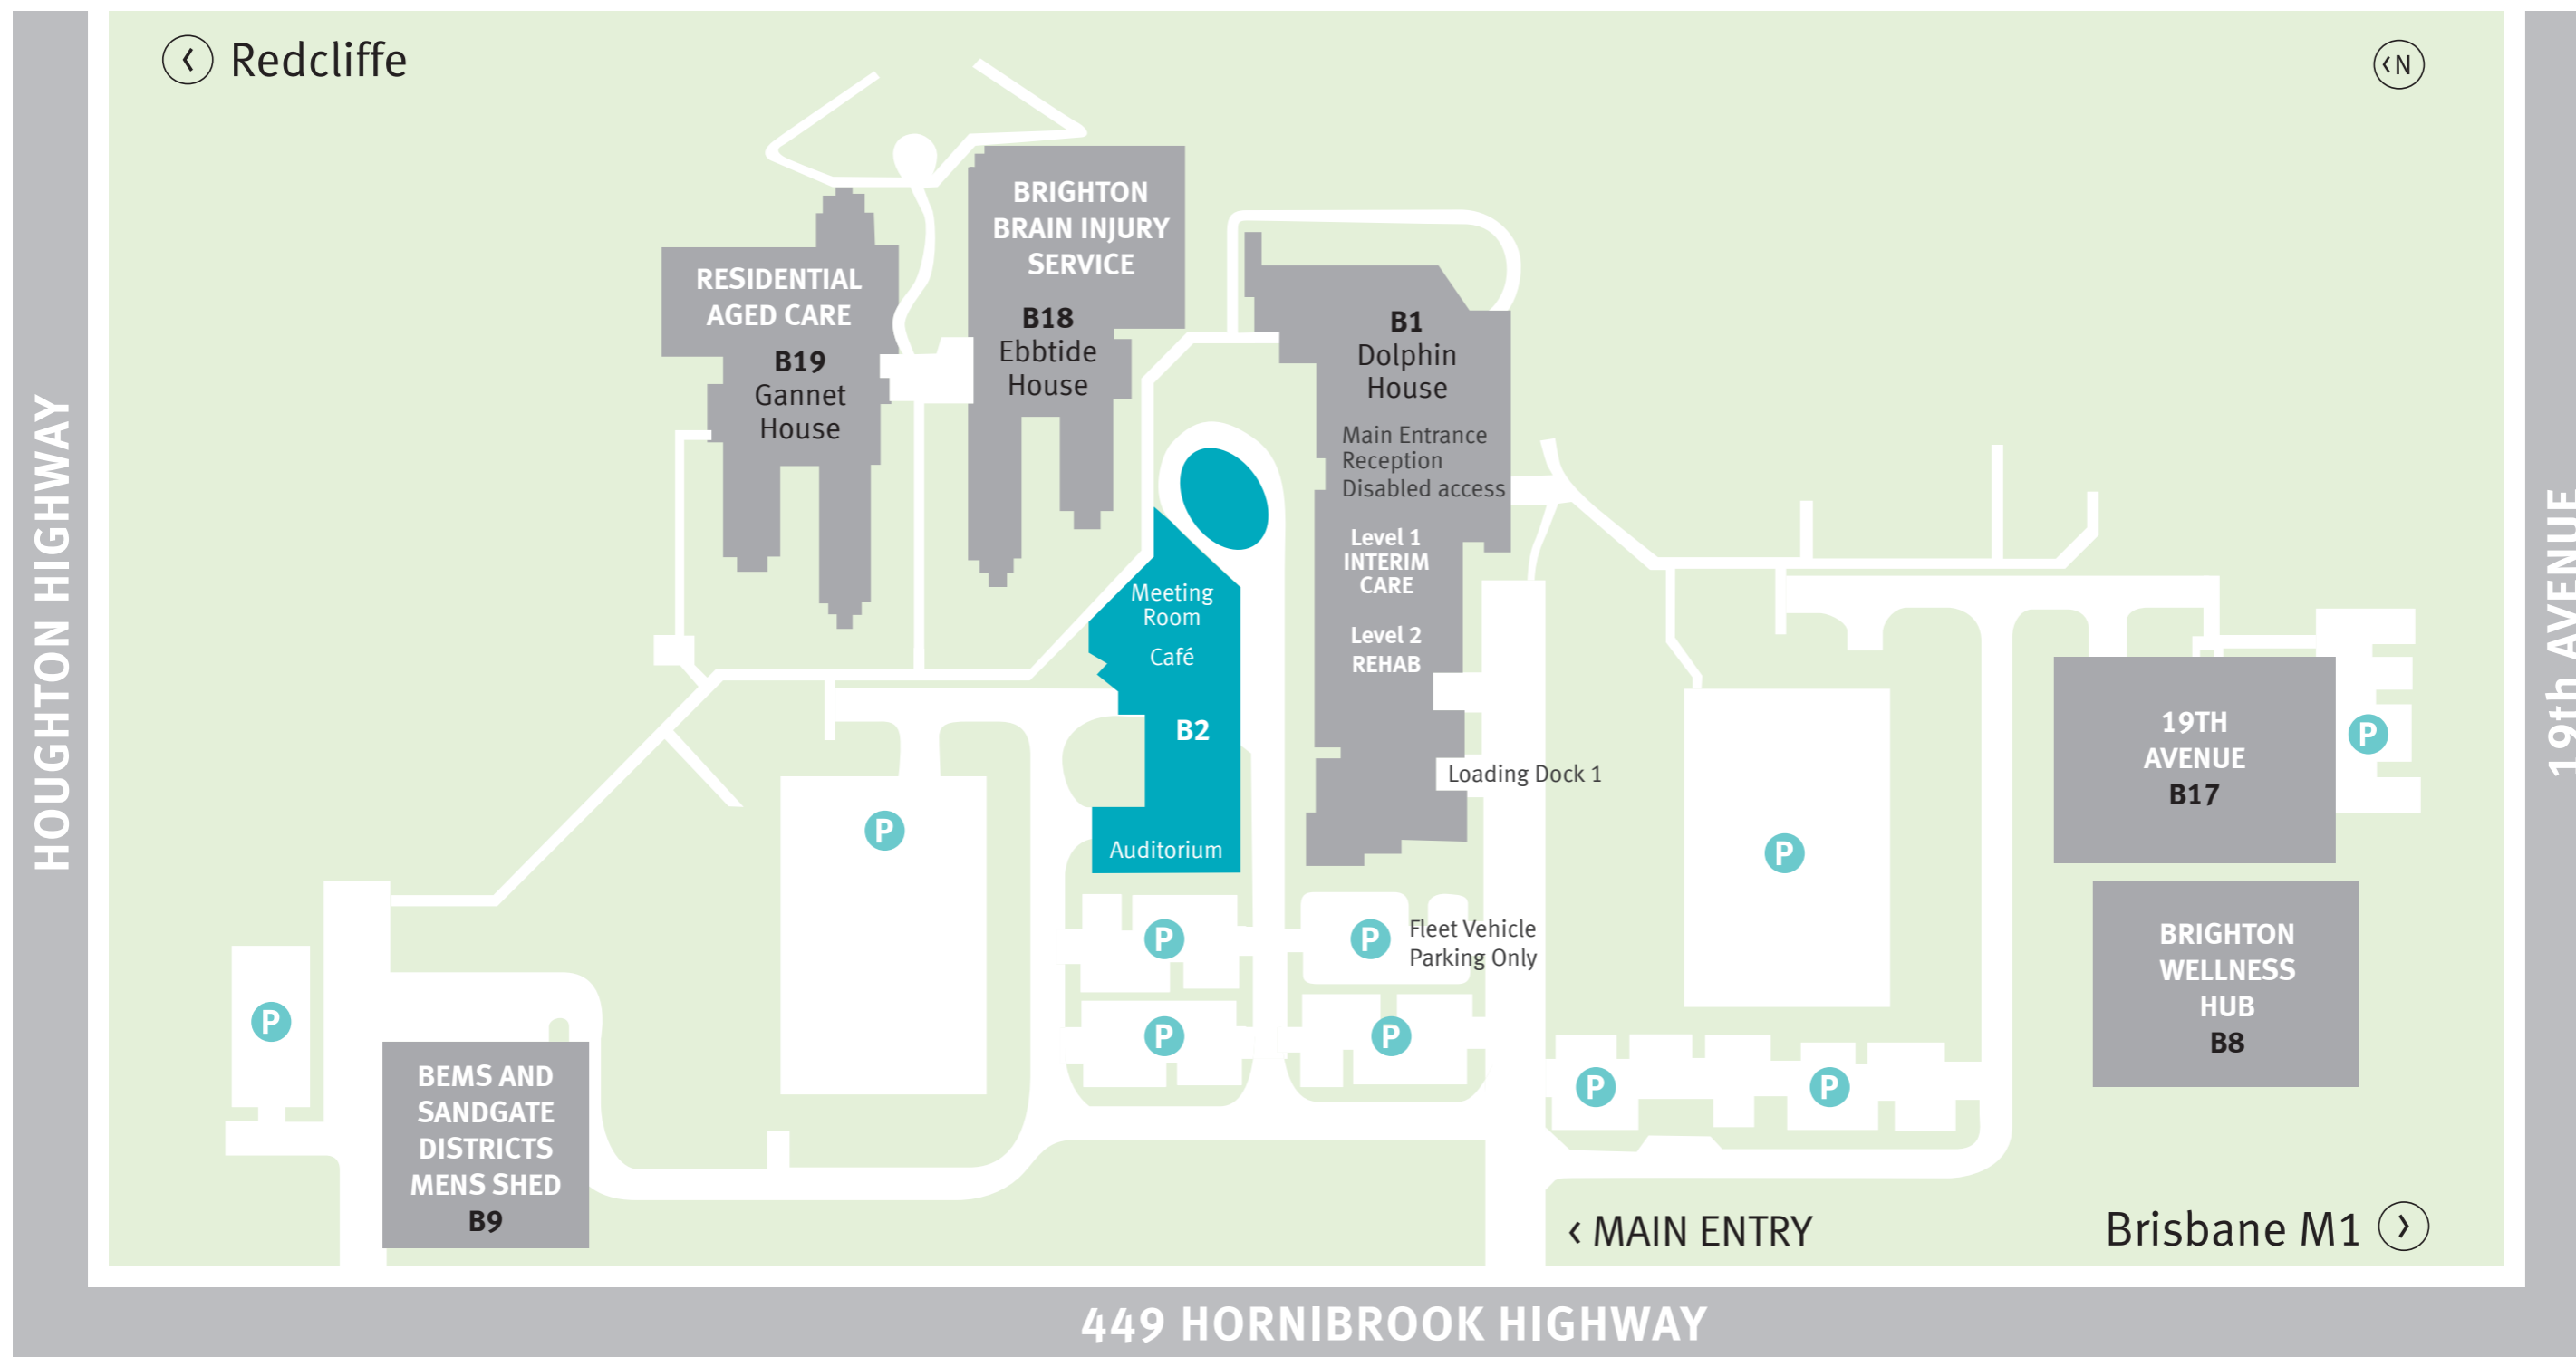 ‹ Redcliffe
‹N
HOUGHTON HIGHWAY
BRIGHTON
BRAIN INJURY
SERVICE
B18
Ebbtide
House
RESIDENTIAL
AGED CARE
B19
Gannet
House
B1
Dolphin
House
Main Entrance
Reception
Disabled access
Level 1
INTERIM
CARE
Level 2
REHAB
Meeting
Room
Café
B2
Auditorium
Loading Dock 1
19TH
AVENUE
B17
P
19th AVENUE
P
P
P
P
Fleet Vehicle
Parking Only
BRIGHTON
WELLNESS
HUB
B8
P
P
P
P
P
BEMS AND
SANDGATE
DISTRICTS
MENS SHED
B9
‹ MAIN ENTRY
Brisbane M1 ›
449 HORNIBROOK HIGHWAY